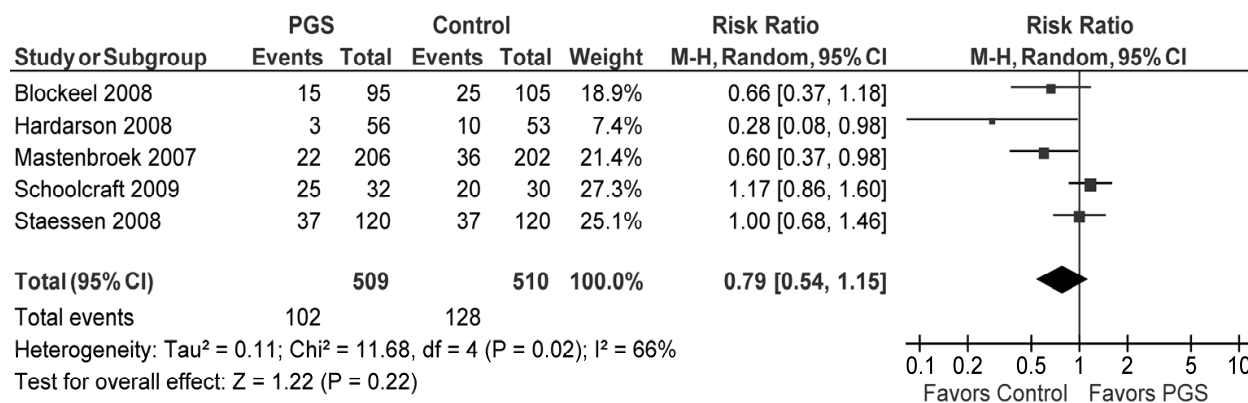 PGS Control Risk Ratio Risk Ratio
Study or Subgroup Events Total Events Total Weight M-H, Random, 95% CI M-H, Random, 95% CI
Blockeel 2008 15 95 25 105 18.9% 0.66 [0.37, 1.18]
Hardarson 2008 3 56 10 53 7.4% 0.28 [0.08, 0.98]
Mastenbroek 2007 22 206 36 202 21.4% 0.60 [0.37, 0.98]
Schoolcraft 2009 25 32 20 30 27.3% 1.17 [0.86, 1.60]
Staessen 2008 37 120 37 120 25.1% 1.00 [0.68, 1.46]
Total (95% CI) 509 510 100.0% 0.79 [0.54, 1.15]
Total events 102 128
Heterogeneity: Tau² = 0.11; Chi² = 11.68, df = 4 (P = 0.02); I² = 66%
Test for overall effect: Z = 1.22 (P = 0.22)
0.1 0.2 0.5 1 2 5 10
Favors Control Favors PGS